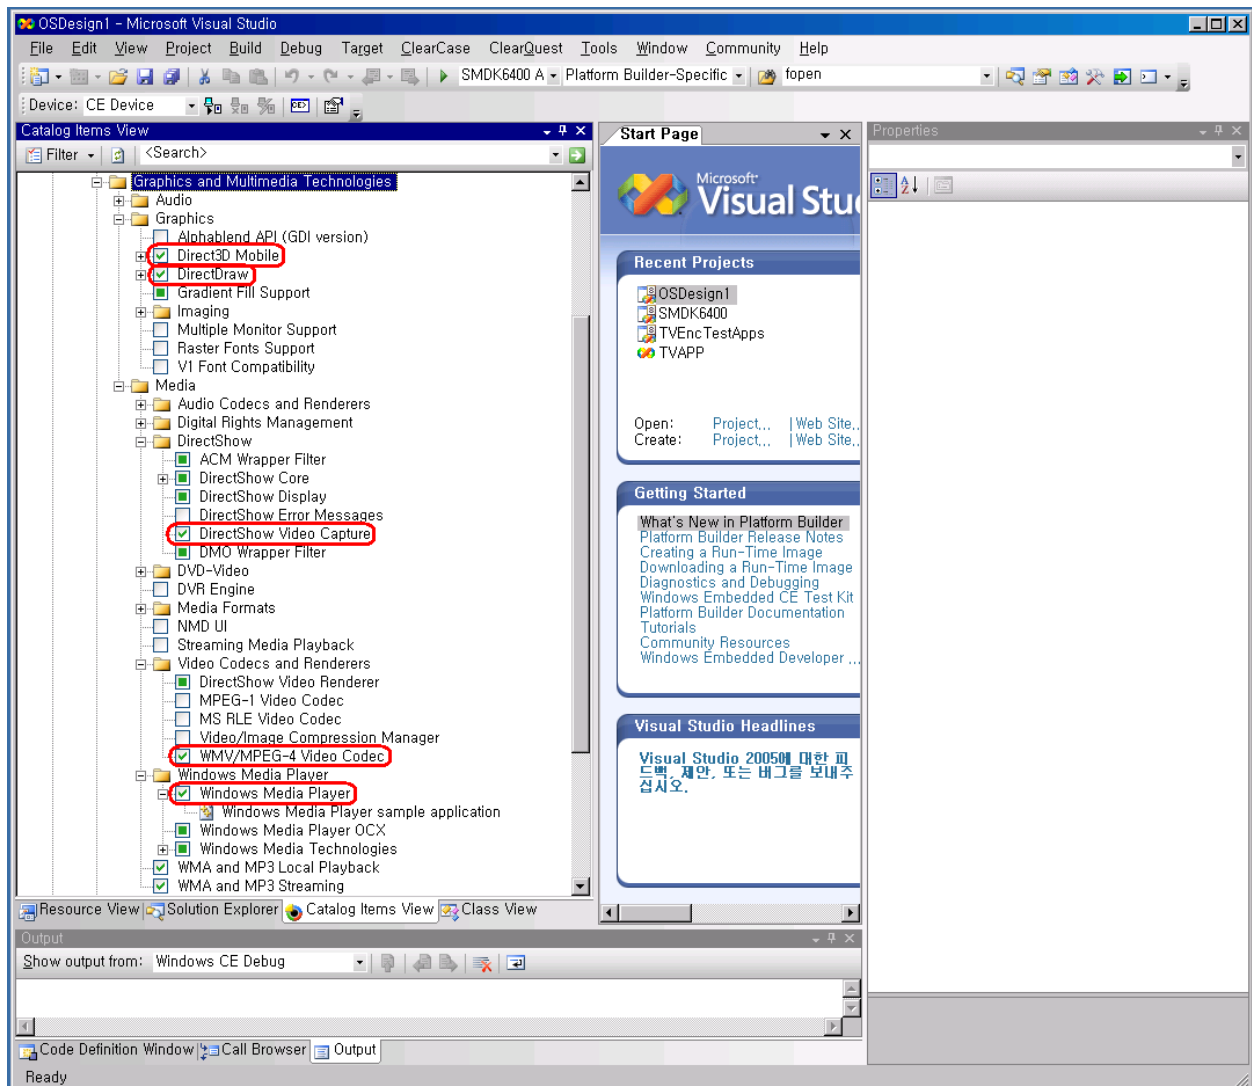 OSDesign1 - Microsoft Visual Studio
File Edit View Project Build Debug Target ClearCase ClearQuest Tools Window Community Help
SMDK6400 A Platform Builder-Specific fopen
Device: CE Device
Catalog Items View
Filter <Search>
Graphics and Multimedia Technologies
Audio
Graphics
Alphablend API (GDI version)
Direct3D Mobile
DirectDraw
Gradient Fill Support
Imaging
Multiple Monitor Support
Raster Fonts Support
V1 Font Compatibility
Media
Audio Codecs and Renderers
Digital Rights Management
DirectShow
ACM Wrapper Filter
DirectShow Core
DirectShow Display
DirectShow Error Messages
DirectShow Video Capture
DMO Wrapper Filter
DVD-Video
DVR Engine
Media Formats
NMD UI
Streaming Media Playback
Video Codecs and Renderers
DirectShow Video Renderer
MPEG-1 Video Codec
MS RLE Video Codec
Video/Image Compression Manager
WMV/MPEG-4 Video Codec
Windows Media Player
Windows Media Player
Windows Media Player sample application
Windows Media Player OCX
Windows Media Technologies
WMA and MP3 Local Playback
WMA and MP3 Streaming
Resource View Solution Explorer Catalog Items View Class View
Start Page
Microsoft
Visual Stu
Recent Projects
OSDesign1
SMDK6400
TVEncTestApps
TVAPP
Open: Project... | Web Site..
Create: Project... | Web Site..
Getting Started
What's New in Platform Builder
Platform Builder Release Notes
Creating a Run-Time Image
Downloading a Run-Time Image
Diagnostics and Debugging
Windows Embedded CE Test Kit
Platform Builder Documentation
Tutorials
Community Resources
Windows Embedded Developer ...
Visual Studio Headlines
Visual Studio 2005에 대한 피
드백, 제안, 또는 버그를 보내주
십시오.
Properties
Output
Show output from: Windows CE Debug
Code Definition Window Call Browser Output
Ready